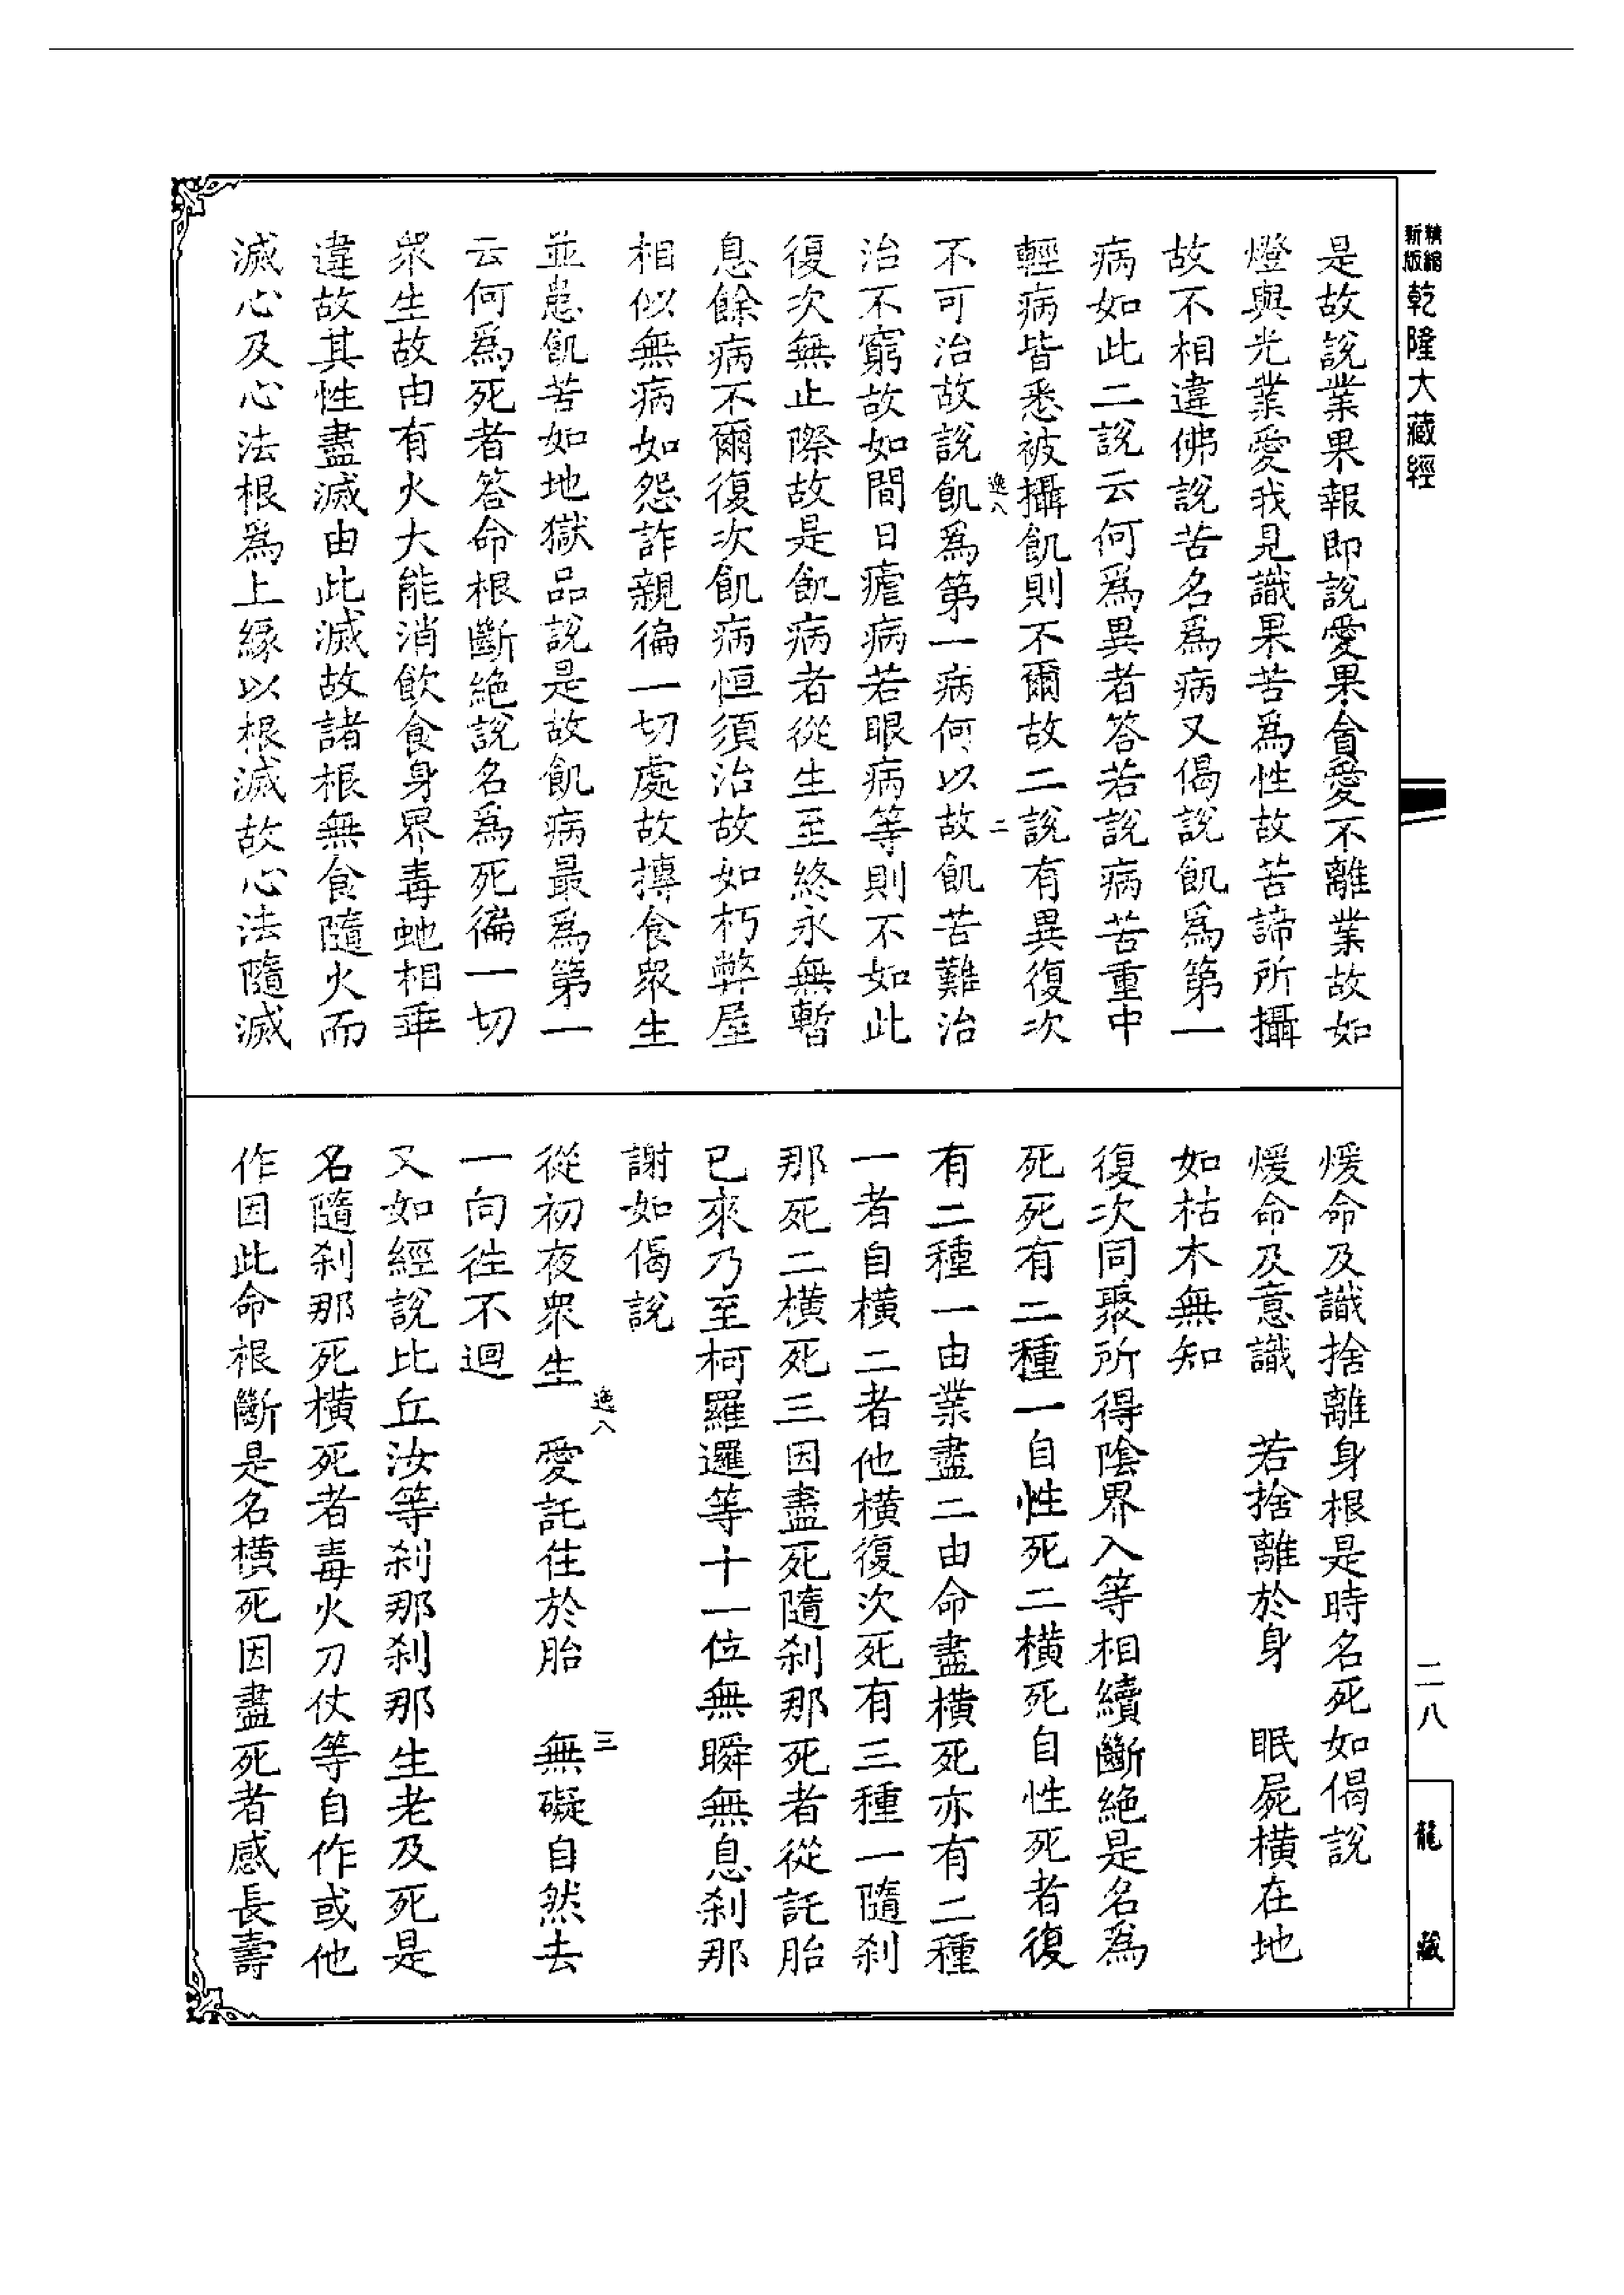 新版精縮乾隆大藏經
是故說業果報即說愛果貪愛不離業故如
燈與光業愛我見識果苦為性故苦諦所攝
故不相違佛說苦名為病又偈說飢為第一
病如此二說云何為異者答若說病苦重中
輕病皆悉被攝飢則不爾故二說有異復次
逸八
二
不可治故說飢為第一病何以故飢苦難治
治不窮故如間日瘧病若眼病等則不如此
復次無止際故是飢病者從生至終永無暫
息餘病不爾復次飢病恒須治故如朽弊屋
相似無病如怨詐親徧一切處故摶食衆生
並患飢苦如地獄品說是故飢病最為第一
云何為死者答命根斷絕說名為死徧一切
衆生故由有火大能消飲食身界毒虵相乖
違故其性盡滅由此滅故諸根無食隨火而
滅心及心法根為上緣以根滅故心法隨滅
煖命及識捨離身根是時名死如偈說
煖命及意識　若捨離於身　眠屍橫在地
如枯木無知
復次同聚所得陰界入等相續斷絕是名為
死死有二種一自性死二橫死自性死者復
有二種一由業盡二由命盡橫死亦有二種
一者自橫二者他橫復次死有三種一隨刹
那死二橫死三因盡死隨刹那死者從託胎
已來乃至柯羅邏等十一位無瞬無息刹那
謝如偈說
逸八
三
從初夜衆生　愛託住於胎　無礙自然去
一向徃不迴
又如經說比丘汝等刹那刹那生老及死是
名隨刹那死橫死者毒火刀仗等自作或他
作因此命根斷是名橫死因盡死者感長壽
二八
龍藏